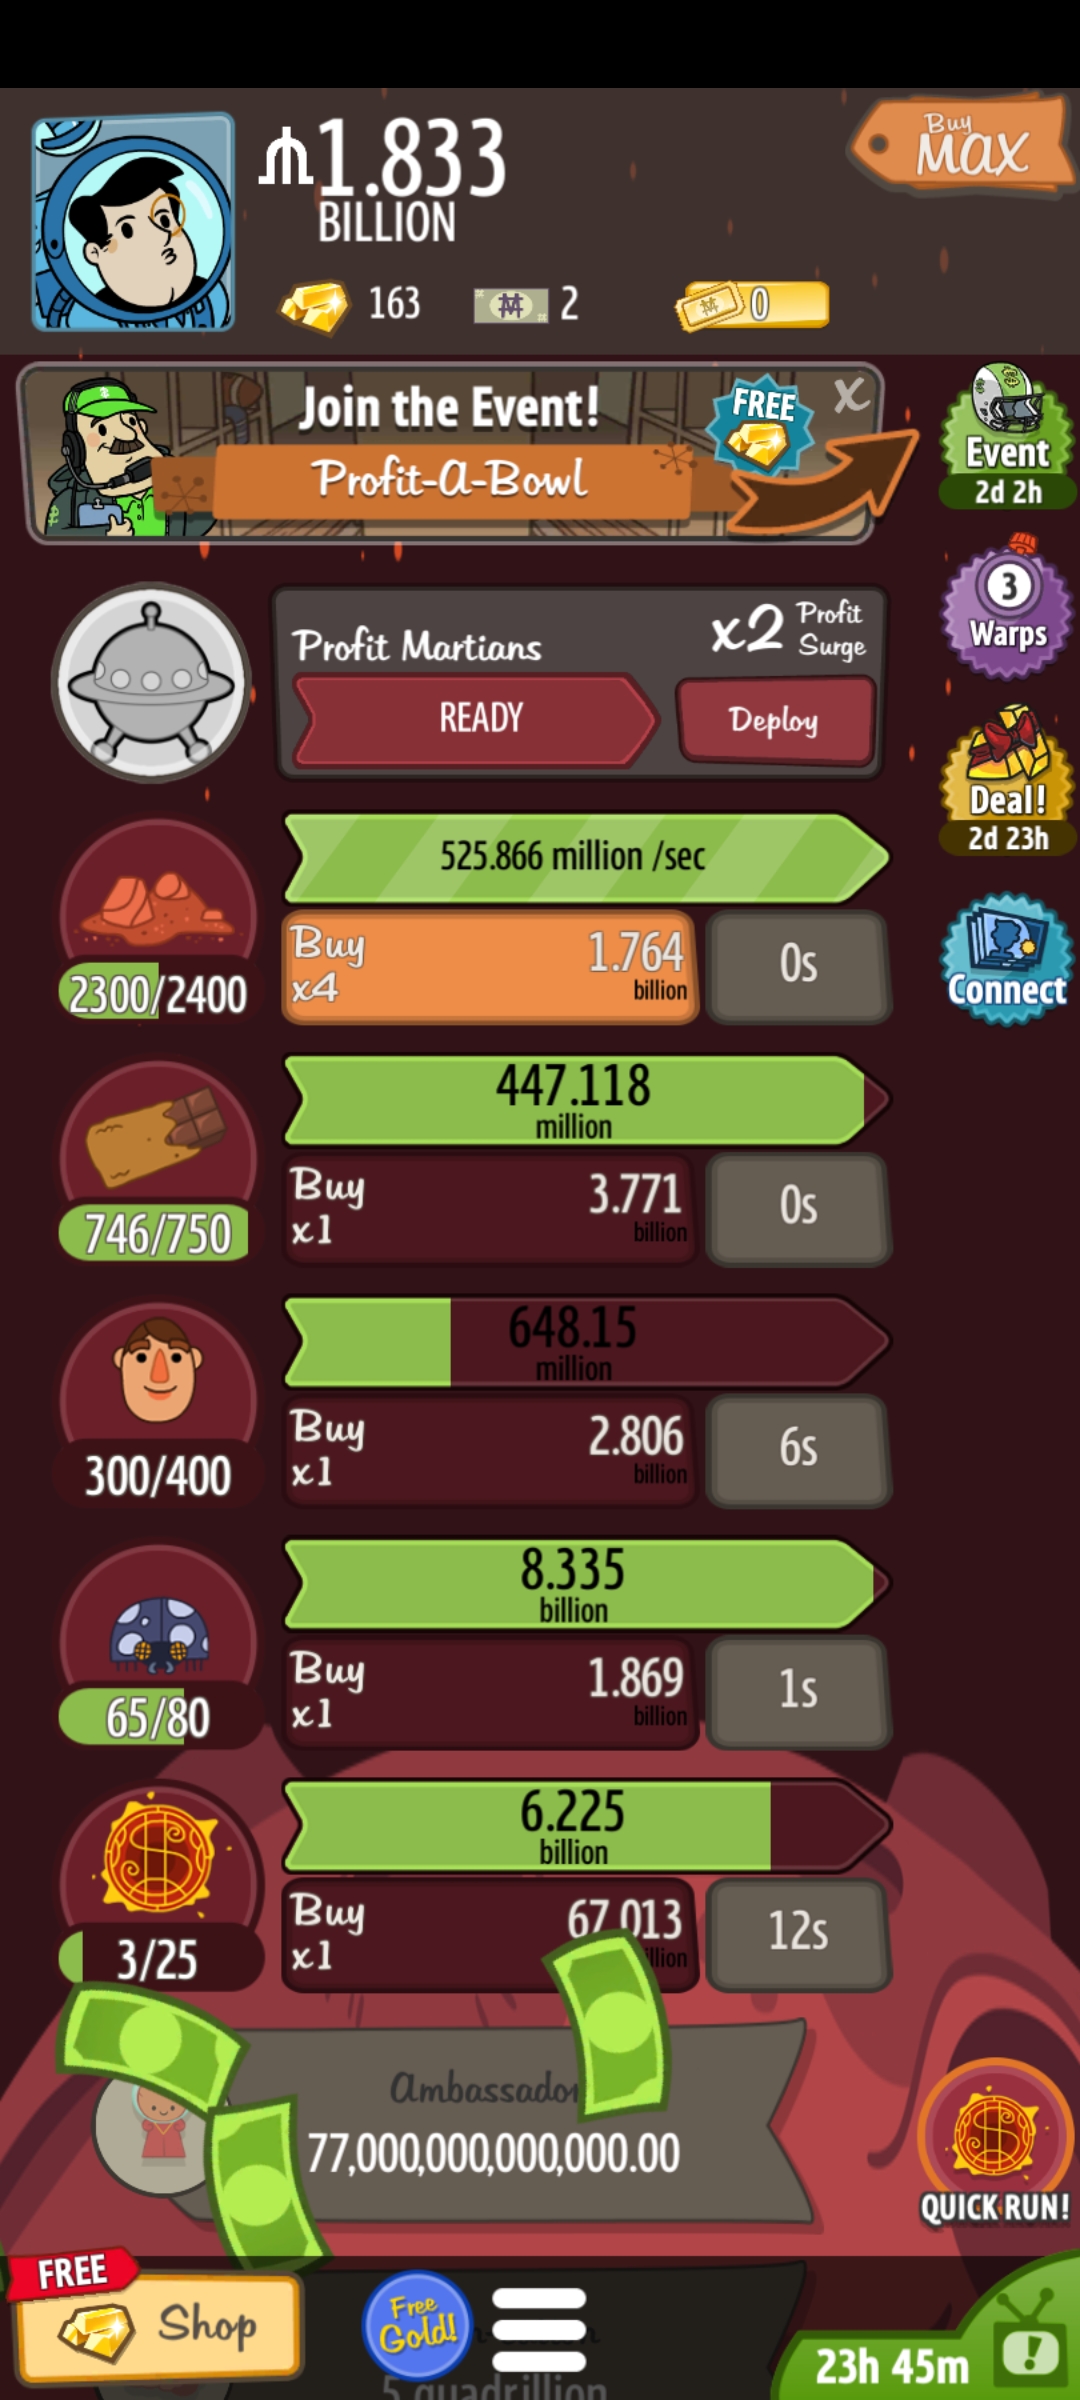 1.833
BILLION
Buy
MAX
163
2
0
Join the Event!
Profit-A-Bowl
FREE
X
Event
2d 2h
3
Warps
Profit Martians
x2 Profit
Surge
READY
Deploy
Deal!
2d 23h
525.866 million /sec
Buy
x4
1.764
billion
0s
2300/2400
Connect
447.118
million
Buy
x1
3.771
billion
0s
746/750
648.15
million
Buy
x1
2.806
billion
6s
300/400
8.335
billion
Buy
x1
1.869
billion
1s
65/80
6.225
billion
Buy
x1
67.013
12s
3/25
77,000,000,000,000.00
QUICK RUN!
FREE
Shop
Free
Gold!
5 quadrillion
23h 45m